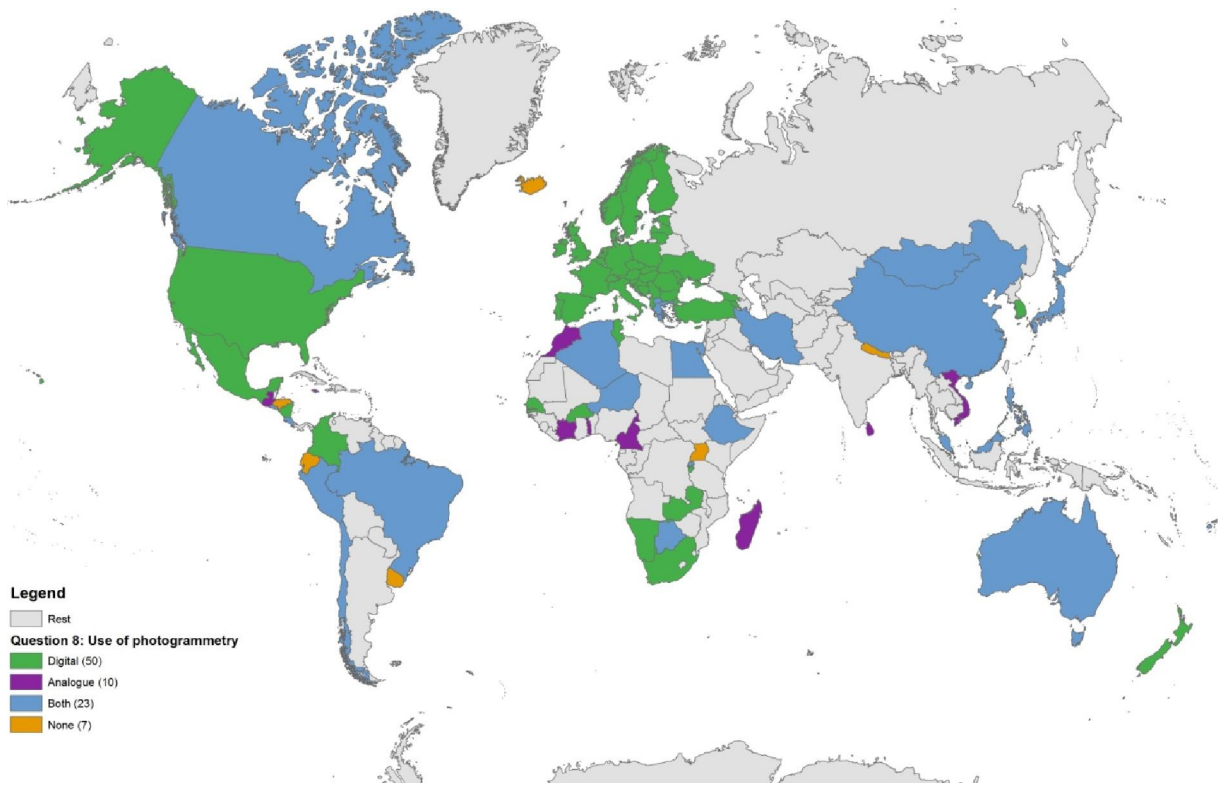 Legend
Rest
Question 8: Use of photogrammetry
Digital (50)
Analogue (10)
Both (23)
None (7)